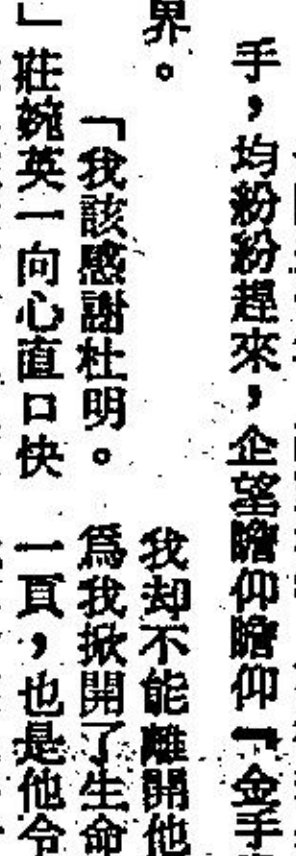 手，均紛紛趕來，企望瞻仰瞻仰「金手
界。
「我該感謝杜明。
」莊婉英一向心直口快
我却不能離開他
爲我掀開了生命
一頁，也是他令